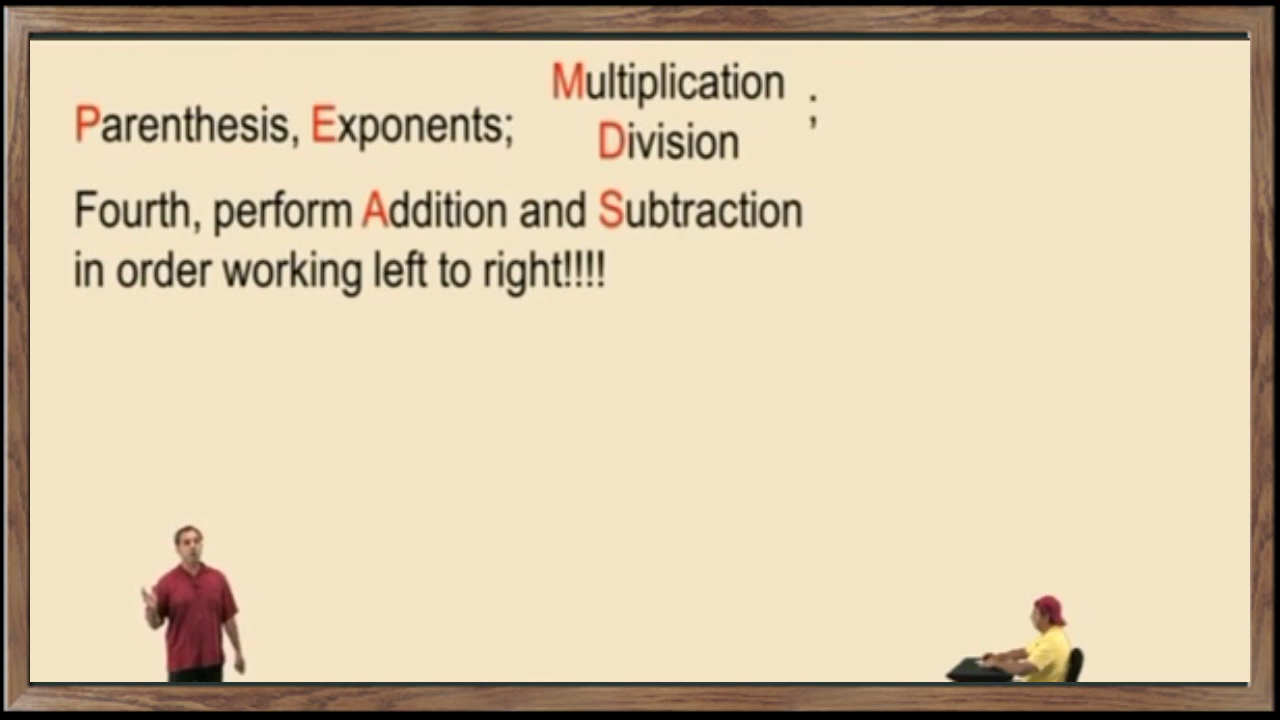 Parenthesis, Exponents; Multiplication ;
Division
Fourth, perform Addition and Subtraction
in order working left to right!!!!